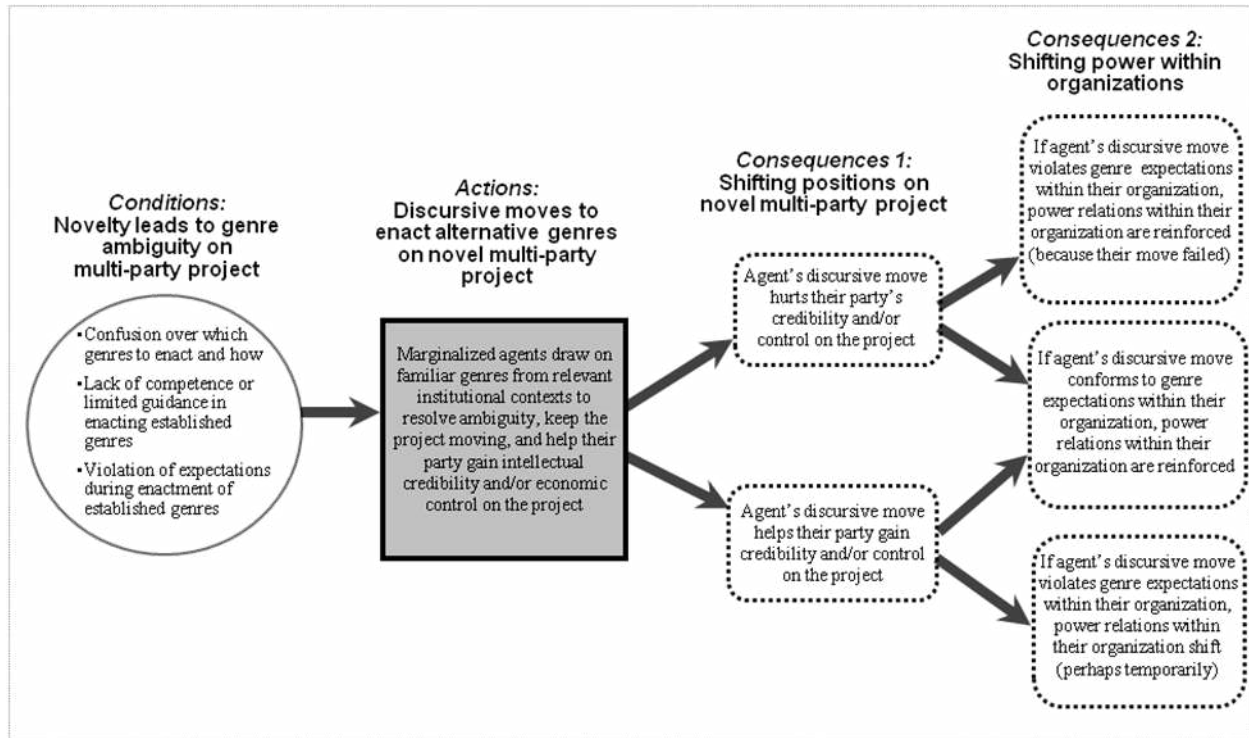 Conditions:
Novelty leads to genre
ambiguity on
multi-party project
•Confusion over which
genres to enact and how
•Lack of competence or
limited guidance in
enacting established
genres
•Violation of expectations
during enactment of
established genres
Actions:
Discursive moves to
enact alternative genres
on novel multi-party
project
Marginalized agents draw on
familiar genres from relevant
institutional contexts to
resolve ambiguity, keep the
project moving, and help their
party gain intellectual
credibility and/or economic
control on the project
Consequences 1:
Shifting positions on
novel multi-party project
Agent's discursive move
hurts their party's
credibility and/or
control on the project
Agent's discursive move
helps their party gain
credibility and/or control
on the project
Consequences 2:
Shifting power within
organizations
If agent's discursive move
violates genre expectations
within their organization,
power relations within their
organization are reinforced
(because their move failed)
If agent's discursive move
conforms to genre
expectations within their
organization, power
relations within their
organization are reinforced
If agent's discursive move
violates genre expectations
within their organization,
power relations within
their organization shift
(perhaps temporarily)